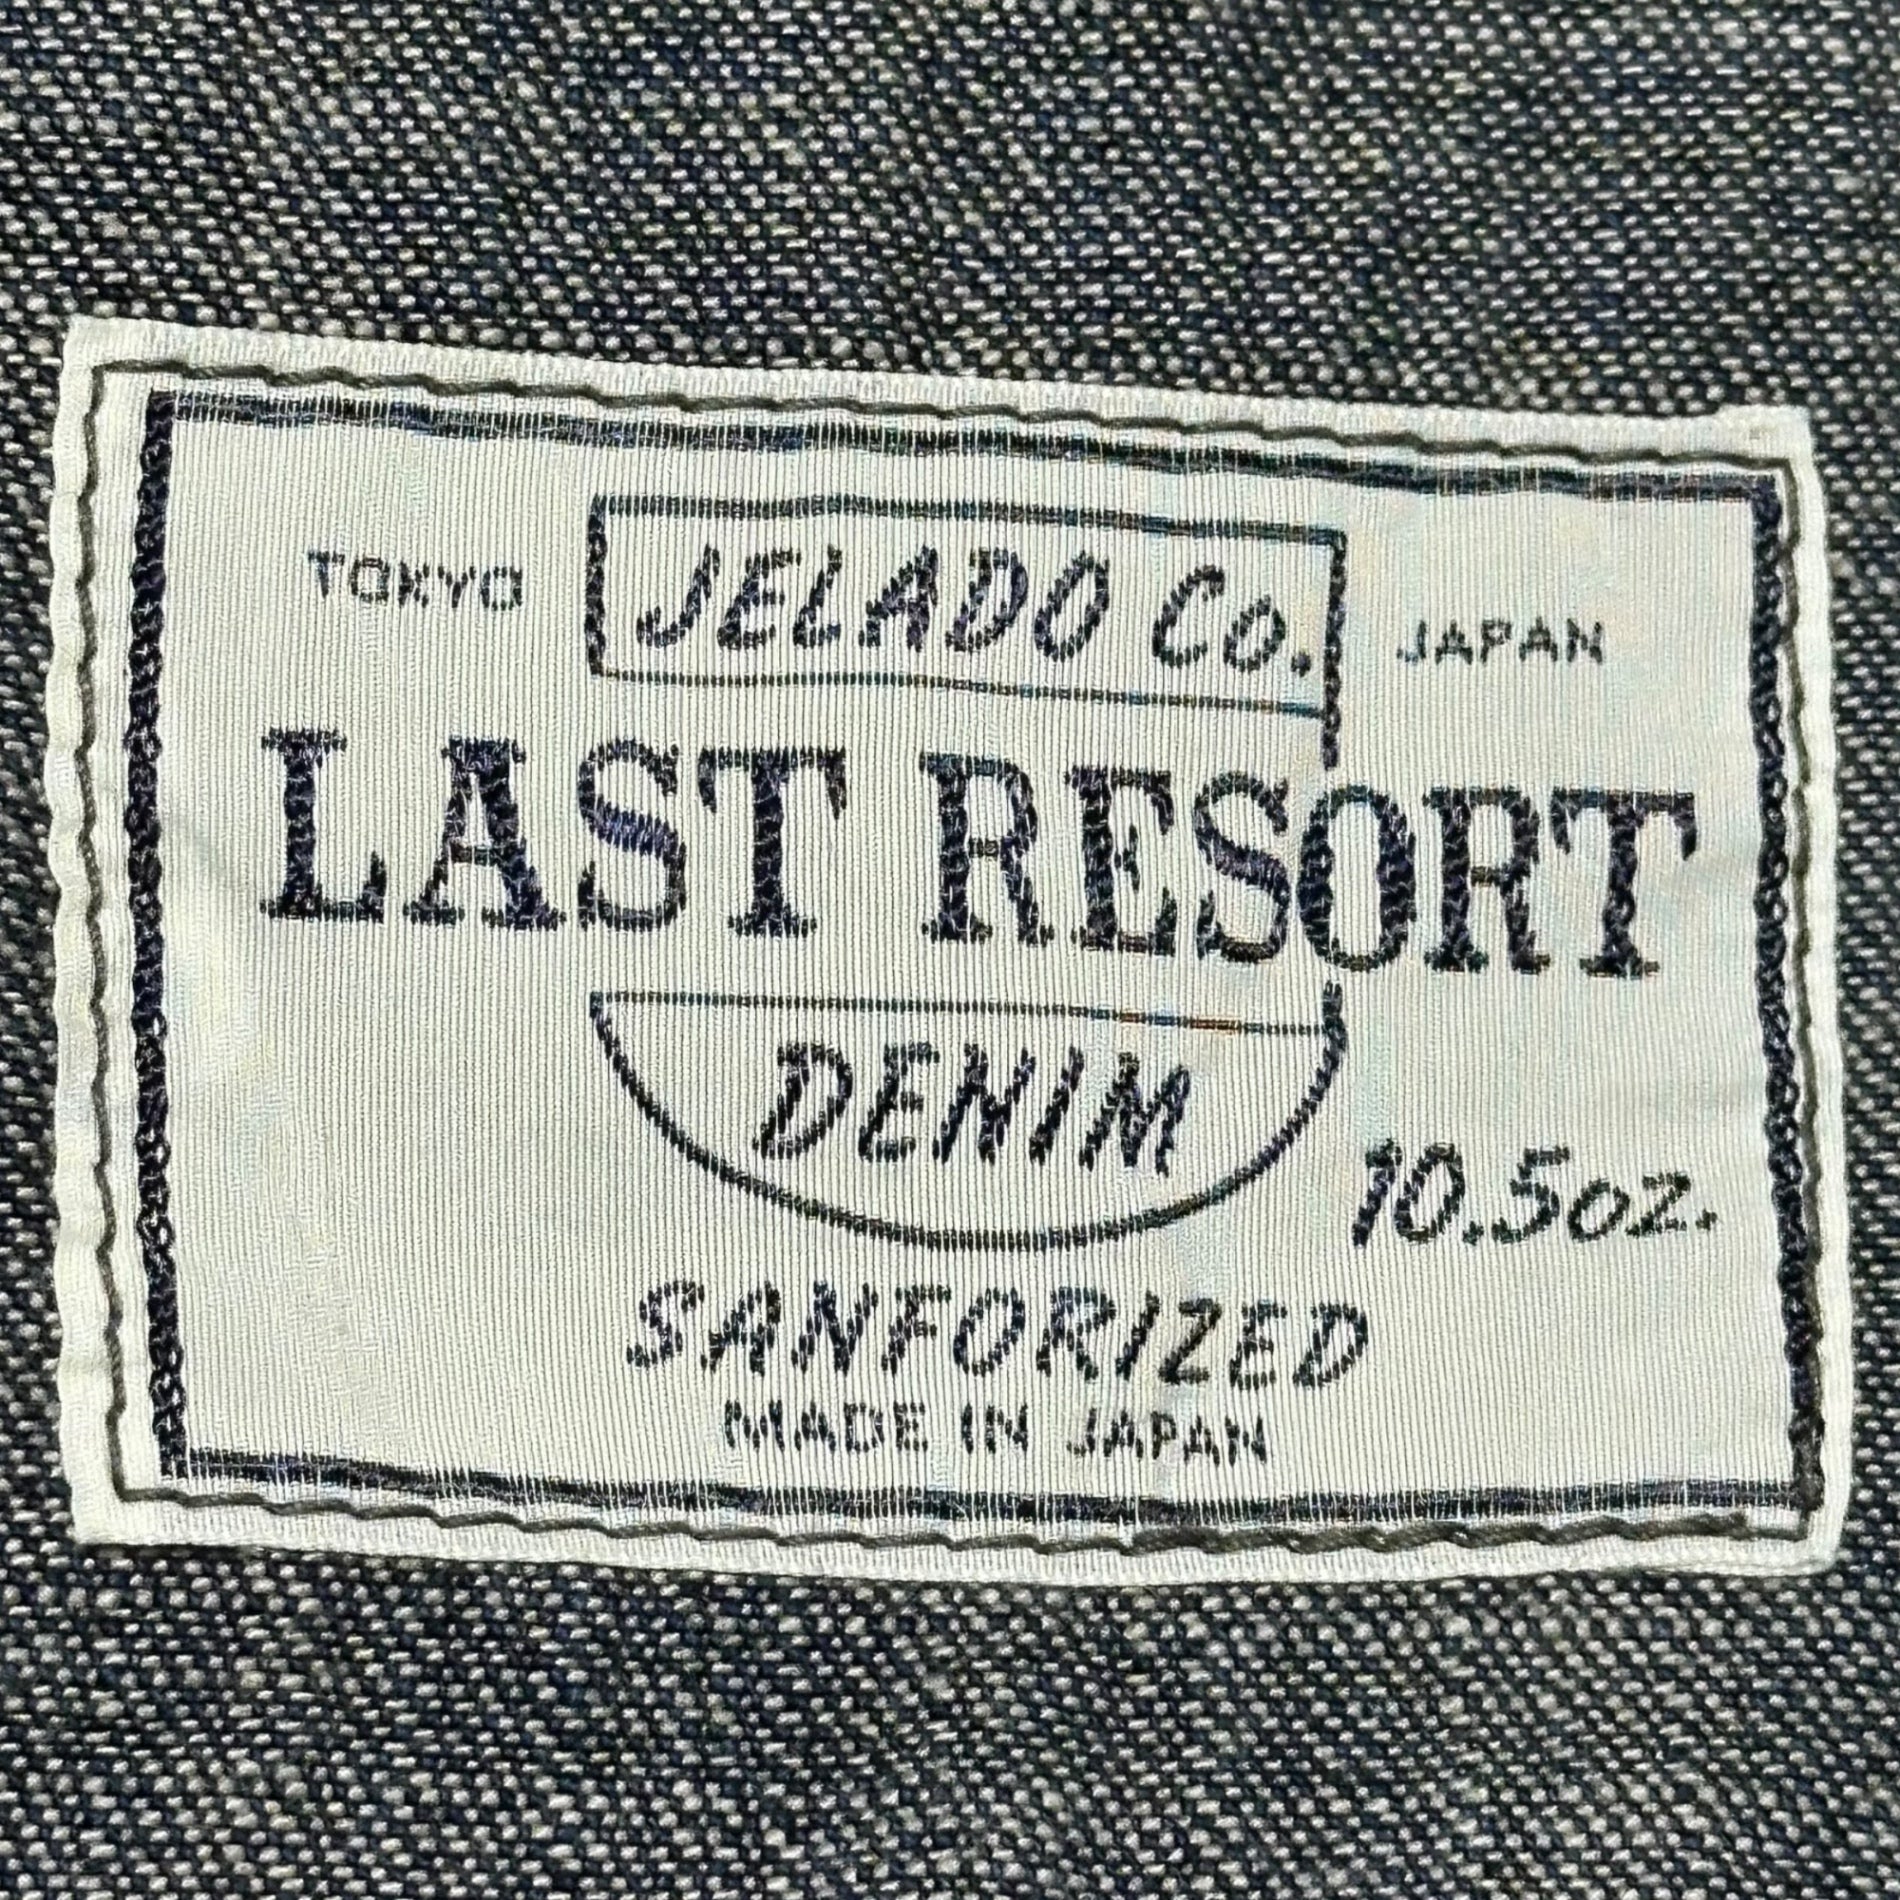 TOKYO JELADO Co. JAPAN
LAST RESORT
DENIM
10.5oz.
SANFORIZED
MADE IN JAPAN